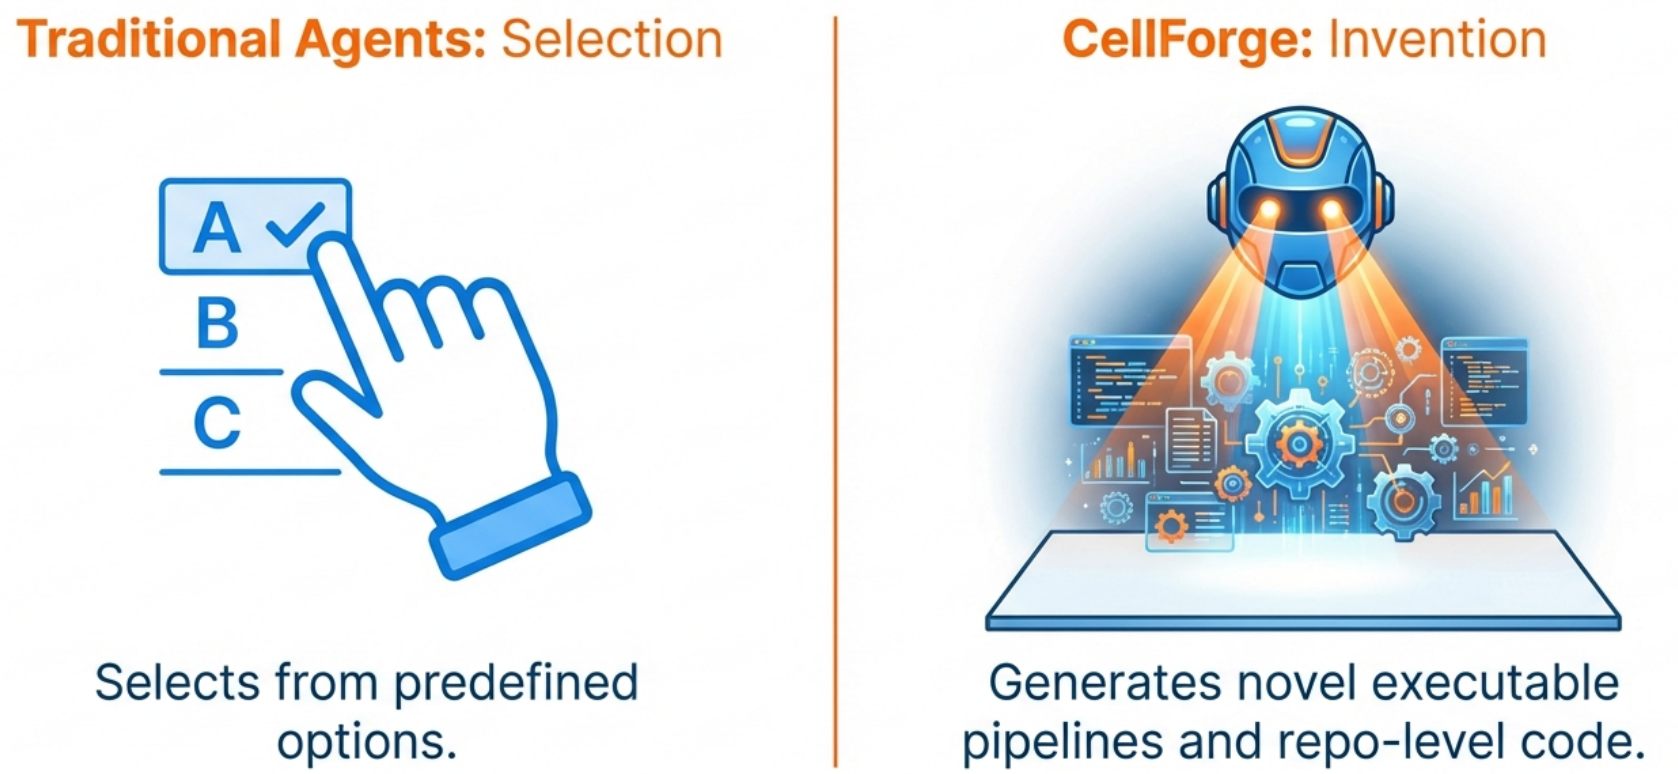 Traditional Agents: Selection
A
B
C
Selects from predefined
options.
CellForge: Invention
Generates novel executable
pipelines and repo-level code.